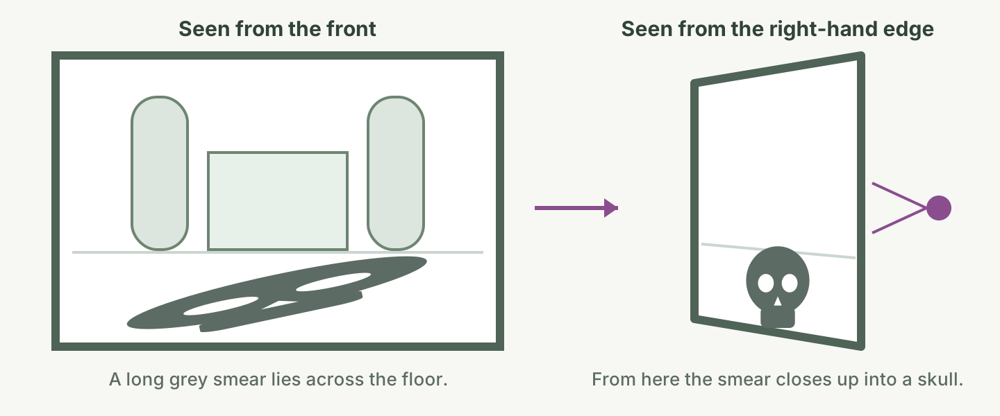 Seen from the front
Seen from the right-hand edge
A long grey smear lies across the floor.
From here the smear closes up into a skull.